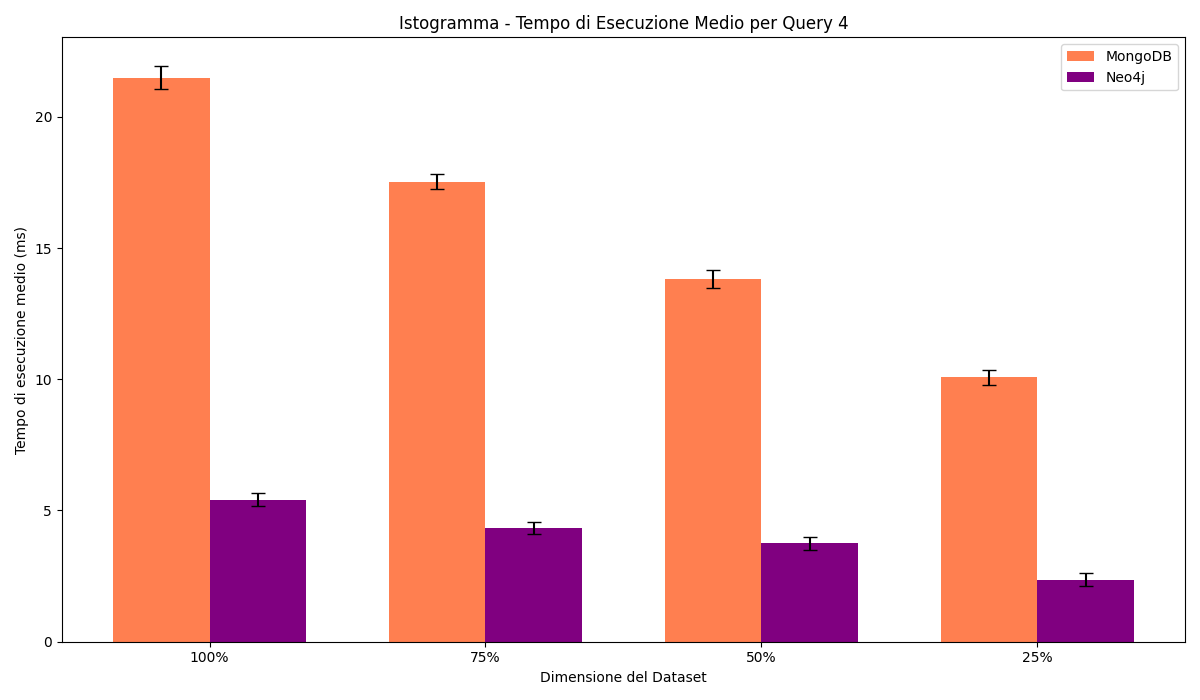 Istogramma - Tempo di Esecuzione Medio per Query 4
MongoDB
Neo4j
Tempo di esecuzione medio (ms)
20
15
10
5
0
100%
75%
50%
25%
Dimensione del Dataset